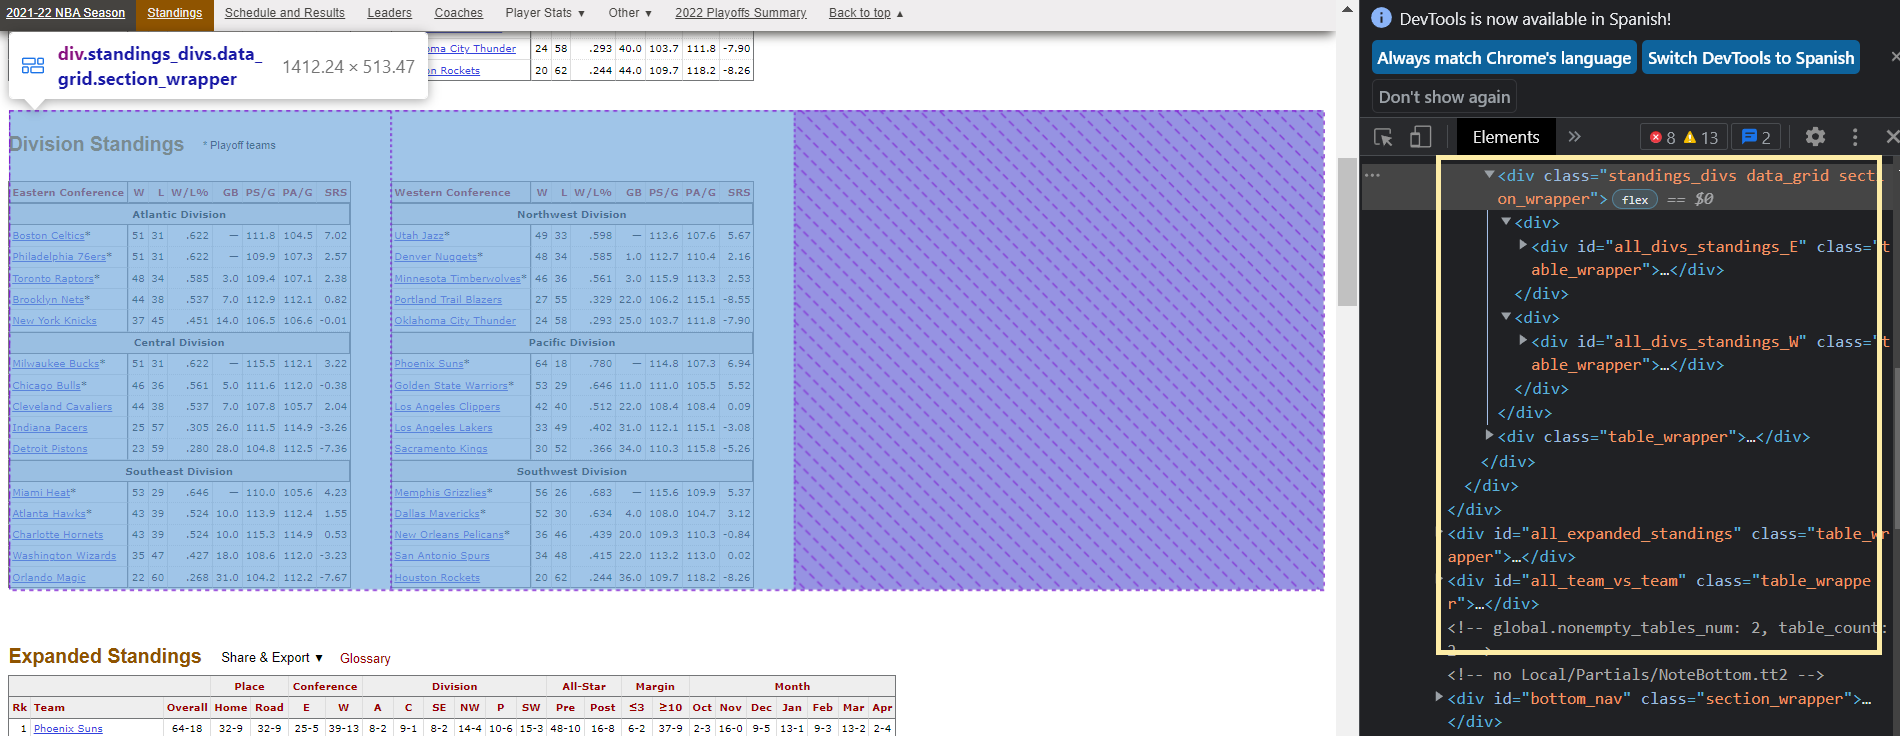 2021-22 NBA Season Standings Schedule and Results Leaders Coaches Player Stats ▼ Other ▼ 2022 Playoffs Summary Back to top ▲
div.standings_divs.data_
grid.section_wrapper
1412.24 × 513.47
oma City Thunder 24 58 .293 40.0 103.7 111.8 -7.90
on Rockets 20 62 .244 44.0 109.7 118.2 -8.26
Division Standings * Playoff teams
Eastern Conference W L W/L% GB PS/G PA/G SRS
Atlantic Division
Boston Celtics* 51 31 .622 — 111.8 104.5 7.02
Philadelphia 76ers* 51 31 .622 — 109.9 107.3 2.57
Toronto Raptors* 48 34 .585 3.0 109.4 107.1 2.38
Brooklyn Nets* 44 38 .537 7.0 112.9 112.1 0.82
New York Knicks 37 45 .451 14.0 106.5 106.6 -0.01
Central Division
Milwaukee Bucks* 51 31 .622 — 115.5 112.1 3.22
Chicago Bulls* 46 36 .561 5.0 111.6 112.0 -0.38
Cleveland Cavaliers 44 38 .537 7.0 107.8 105.7 2.04
Indiana Pacers 25 57 .305 26.0 111.5 114.9 -3.26
Detroit Pistons 23 59 .280 28.0 104.8 112.5 -7.36
Southeast Division
Miami Heat* 53 29 .646 — 110.0 105.6 4.23
Atlanta Hawks* 43 39 .524 10.0 113.9 112.4 1.55
Charlotte Hornets 43 39 .524 10.0 115.3 114.9 0.53
Washington Wizards 35 47 .427 18.0 108.6 112.0 -3.23
Orlando Magic 22 60 .268 31.0 104.2 112.2 -7.67
Western Conference W L W/L% GB PS/G PA/G SRS
Northwest Division
Utah Jazz* 49 33 .598 — 113.6 107.6 5.67
Denver Nuggets* 48 34 .585 1.0 112.7 110.4 2.16
Minnesota Timberwolves* 46 36 .561 3.0 115.9 113.3 2.53
Portland Trail Blazers 27 55 .329 22.0 106.2 115.1 -8.55
Oklahoma City Thunder 24 58 .293 25.0 103.7 111.8 -7.90
Pacific Division
Phoenix Suns* 64 18 .780 — 114.8 107.3 6.94
Golden State Warriors* 53 29 .646 11.0 111.0 105.5 5.52
Los Angeles Clippers 42 40 .512 22.0 108.4 108.4 0.09
Los Angeles Lakers 33 49 .402 31.0 112.1 115.1 -3.08
Sacramento Kings 30 52 .366 34.0 110.3 115.8 -5.26
Southwest Division
Memphis Grizzlies* 56 26 .683 — 115.6 109.9 5.37
Dallas Mavericks* 52 30 .634 4.0 108.0 104.7 3.12
New Orleans Pelicans* 36 46 .439 20.0 109.3 110.3 -0.84
San Antonio Spurs 34 48 .415 22.0 113.2 113.0 0.02
Houston Rockets 20 62 .244 36.0 109.7 118.2 -8.26
Expanded Standings Share & Export ▼ Glossary
Place Conference Division All-Star Margin Month
Rk Team Overall Home Road E W A C SE NW P SW Pre Post ≤3 ≥10 Oct Nov Dec Jan Feb Mar Apr
1 Phoenix Suns 64-18 32-9 32-9 25-5 39-13 8-2 9-1 8-2 14-4 10-6 15-3 48-10 16-8 6-2 37-9 2-3 16-0 9-5 13-1 9-3 13-2 2-4
DevTools is now available in Spanish!
Always match Chrome's language Switch DevTools to Spanish
Don't show again
Elements » 8 13 2
<div class="standings_divs data_grid secti
on_wrapper"> flex == $0
<div>
<div id="all_divs_standings_E" class="t
able_wrapper">…</div>
</div>
<div>
<div id="all_divs_standings_W" class="t
able_wrapper">…</div>
</div>
</div>
<div class="table_wrapper">…</div>
</div>
</div>
</div>
<div id="all_expanded_standings" class="table_wr
apper">…</div>
<div id="all_team_vs_team" class="table_wrappe
r">…</div>
<!-- global.nonempty_tables_num: 2, table_count:
<!-- no Local/Partials/NoteBottom.tt2 -->
<div id="bottom_nav" class="section_wrapper">…
</div>